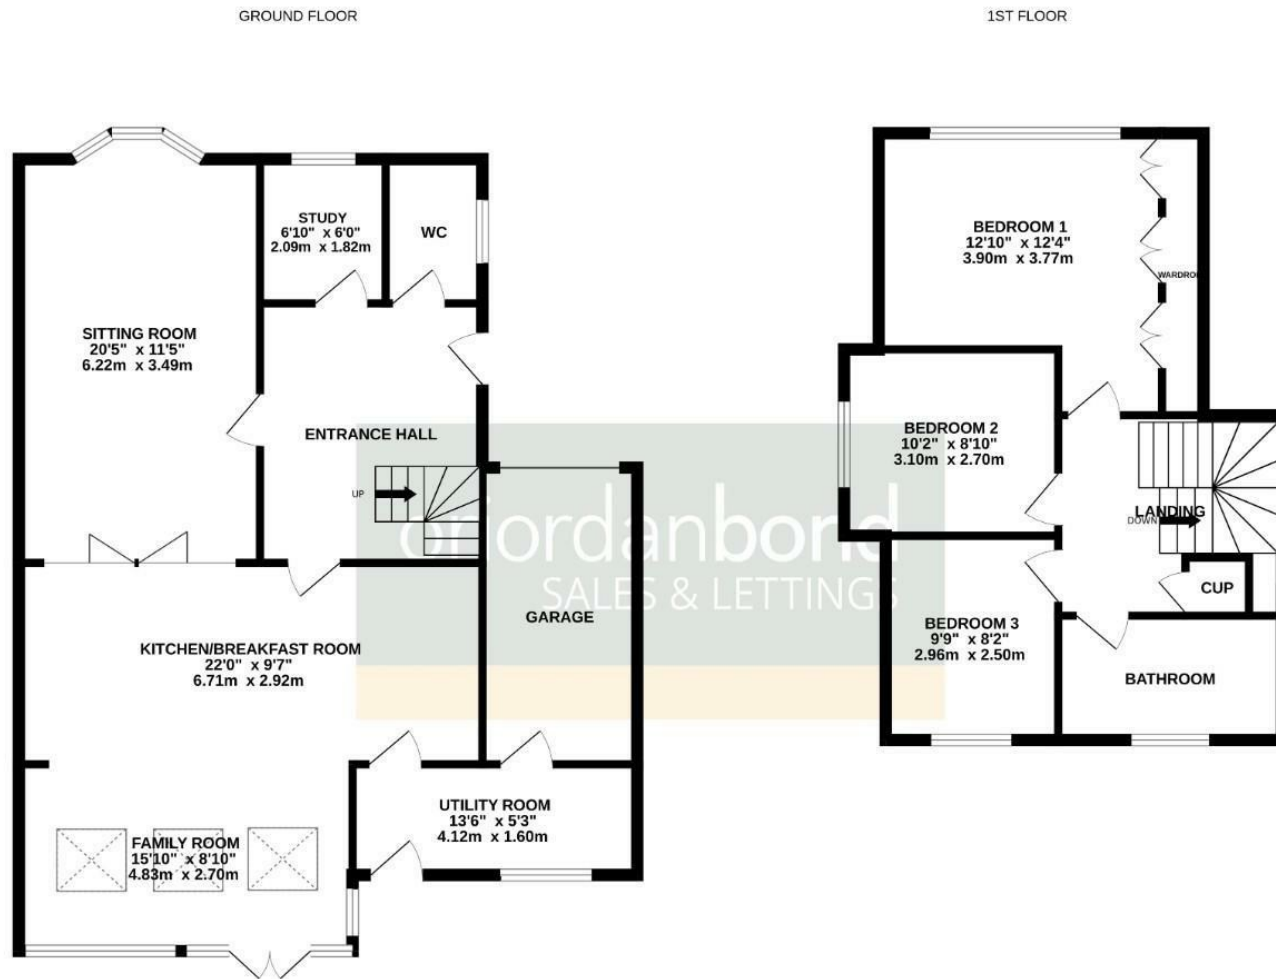 GROUND FLOOR
1ST FLOOR
STUDY
6'10" x 6'0"
2.09m x 1.82m
WC
SITTING ROOM
20'5" x 11'5"
6.22m x 3.49m
ENTRANCE HALL
UP
GARAGE
KITCHEN/BREAKFAST ROOM
22'0" x 9'7"
6.71m x 2.92m
UTILITY ROOM
13'6" x 5'3"
4.12m x 1.60m
FAMILY ROOM
15'10" x 8'10"
4.83m x 2.70m
BEDROOM 1
12'10" x 12'4"
3.90m x 3.77m
WARDRO
BEDROOM 2
10'2" x 8'10"
3.10m x 2.70m
LANDING
DOWN
CUP
BEDROOM 3
9'9" x 8'2"
2.96m x 2.50m
BATHROOM
jordanbond
SALES & LETTINGS